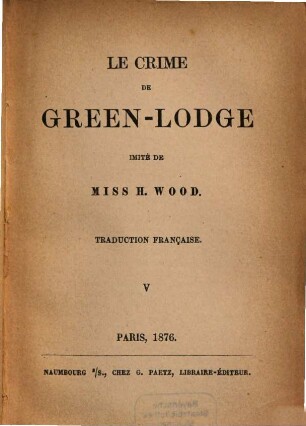 LE CRIME
DE
GREEN-LODGE
IMITÉ DE
MISS H. WOOD.
TRADUCTION FRANÇAISE.
V
PARIS, 1876.
NAUMBOURG s/S., CHEZ G. PAETZ, LIBRAIRE-ÉDITEUR.